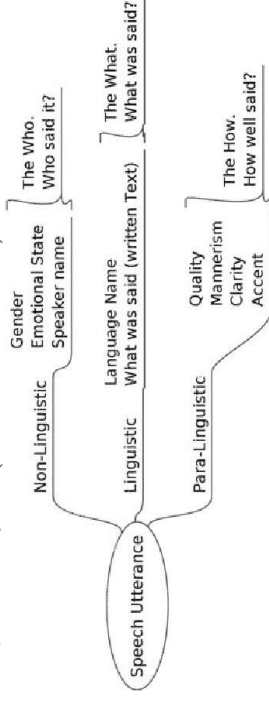 Speech Utterance
Non-Linguistic
Gender
Emotional State
Speaker name
The Who.
Who said it?
Linguistic
Language Name
What was said (written Text)
The What.
What was said?
Para-Linguistic
Quality
Mannerism
Clarity
Accent
The How.
How well said?